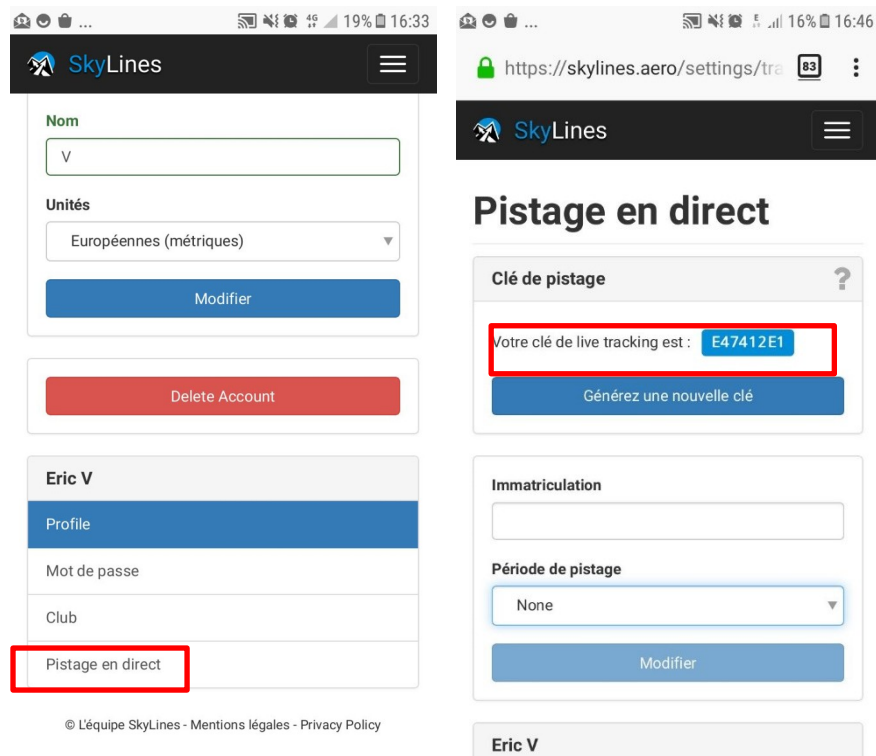 ... 19% 16:33
SkyLines
Nom
V
Unités
Européennes (métriques)
Modifier
Delete Account
Eric V
Profile
Mot de passe
Club
Pistage en direct
© L'équipe SkyLines - Mentions légales - Privacy Policy
... 16% 16:46
https://skylines.aero/settings/tra 83
SkyLines
Pistage en direct
Clé de pistage ?
Votre clé de live tracking est : E47412E1
Générez une nouvelle clé
Immatriculation
Période de pistage
None
Modifier
Eric V